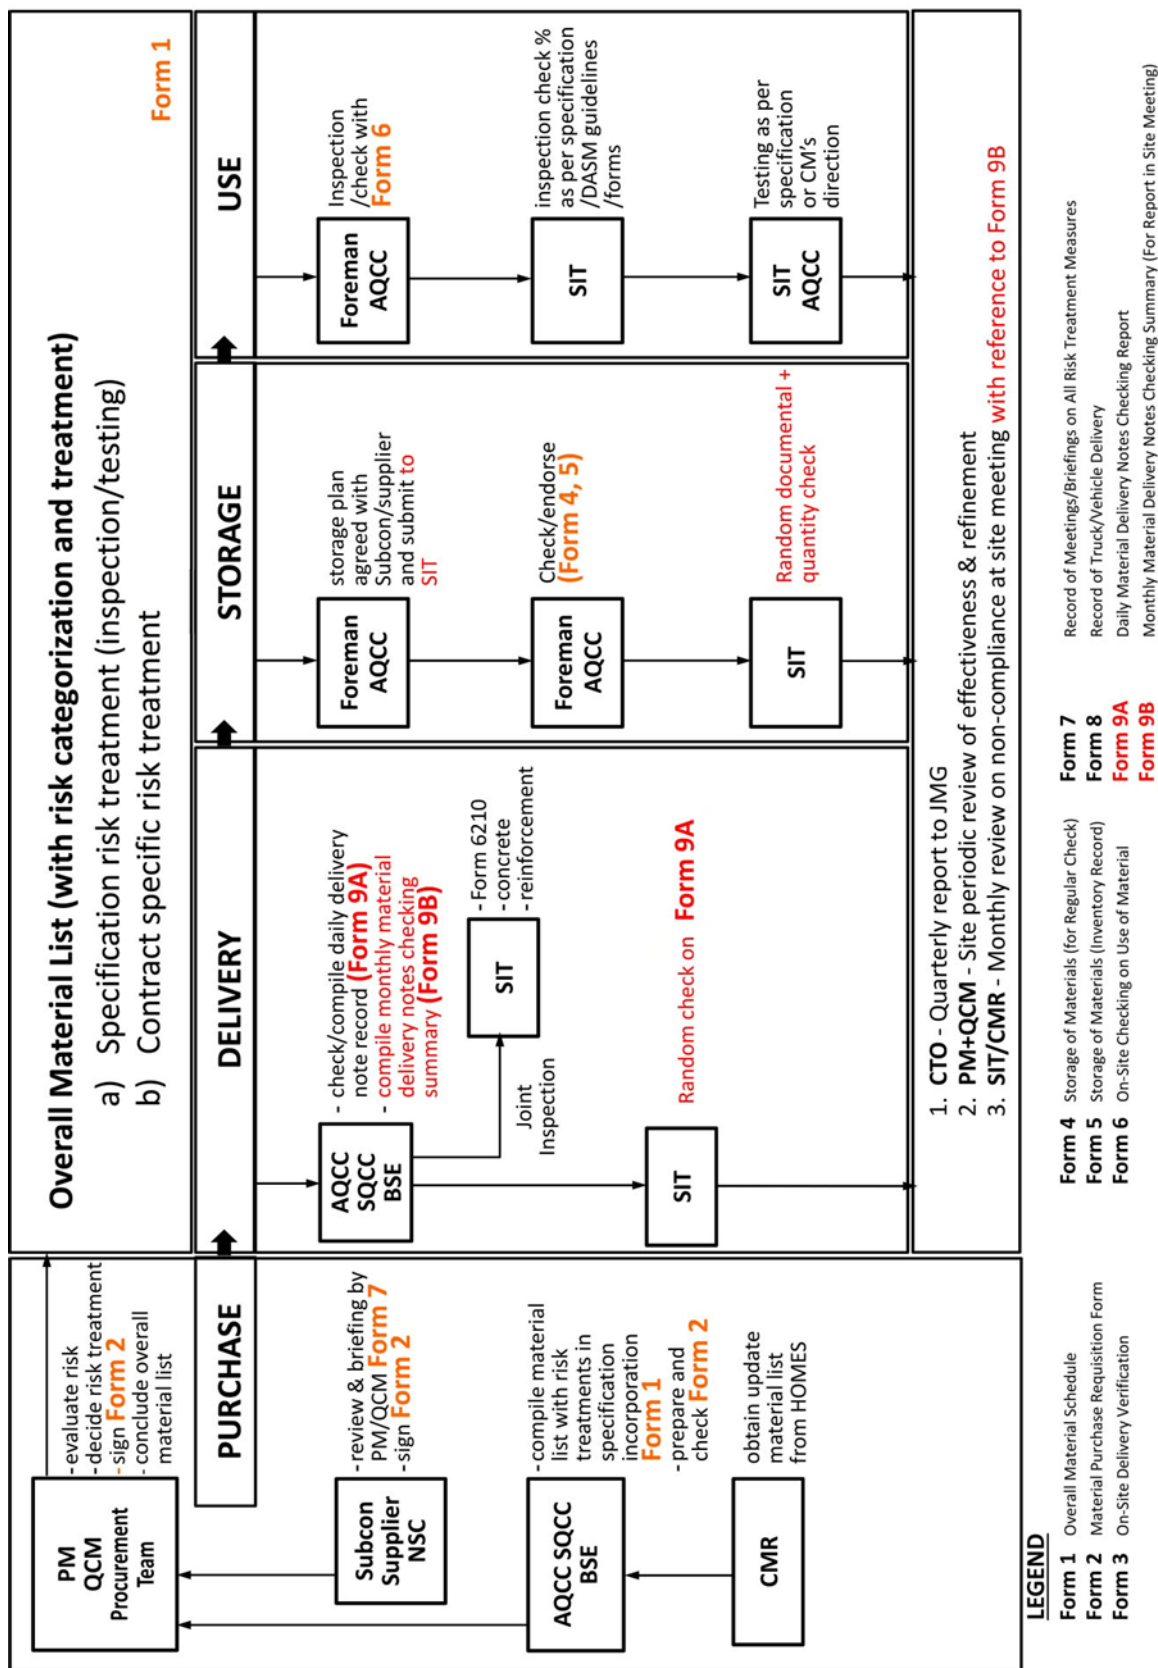 Overall Material List (with risk categorization and treatment)
a) Specification risk treatment (inspection/testing)
b) Contract specific risk treatment
Form 1
PM
QCM
Procurement
Team
- evaluate risk
- decide risk treatment
- sign Form 2
- conclude overall
material list
PURCHASE
Subcon
Supplier
NSC
- review & briefing by
PM/QCM Form 7
- sign Form 2
AQCC SQCC
BSE
- compile material
list with risk
treatments in
specification
incorporation
Form 1
- prepare and
check Form 2
CMR
obtain update
material list
from HOMES
DELIVERY
AQCC
SQCC
BSE
- check/compile daily delivery
note record (Form 9A)
- compile monthly material
delivery notes checking
summary (Form 9B)
Joint
Inspection
SIT
- Form 6210
- concrete
- reinforcement
SIT
Random check on Form 9A
STORAGE
Foreman
AQCC
storage plan
agreed with
Subcon/supplier
and submit to
SIT
Foreman
AQCC
Check/endorse
(Form 4, 5)
SIT
Random documental +
quantity check
USE
Foreman
AQCC
Inspection
/check with
Form 6
SIT
inspection check %
as per specification
/DASM guidelines
/forms
SIT
AQCC
Testing as per
specification
or CM's
direction
1. CTO - Quarterly report to JMG
2. PM+QCM - Site periodic review of effectiveness & refinement
3. SIT/CMR - Monthly review on non-compliance at site meeting with reference to Form 9B
LEGEND
Form 1 Overall Material Schedule
Form 2 Material Purchase Requisition Form
Form 3 On-Site Delivery Verification
Form 4 Storage of Materials (for Regular Check)
Form 5 Storage of Materials (Inventory Record)
Form 6 On-Site Checking on Use of Material
Form 7 Record of Meetings/Briefings on All Risk Treatment Measures
Form 8 Record of Truck/Vehicle Delivery
Form 9A Daily Material Delivery Notes Checking Report
Form 9B Monthly Material Delivery Notes Checking Summary (For Report in Site Meeting)